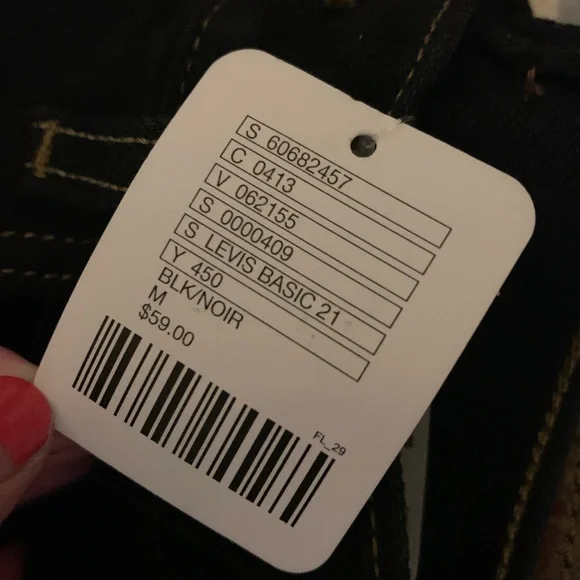 S 60682457
C 0413
V 062155
S 0000409
S LEVIS BASIC 21
Y 450
BLK/NOIR
M
$59.00
FL_29